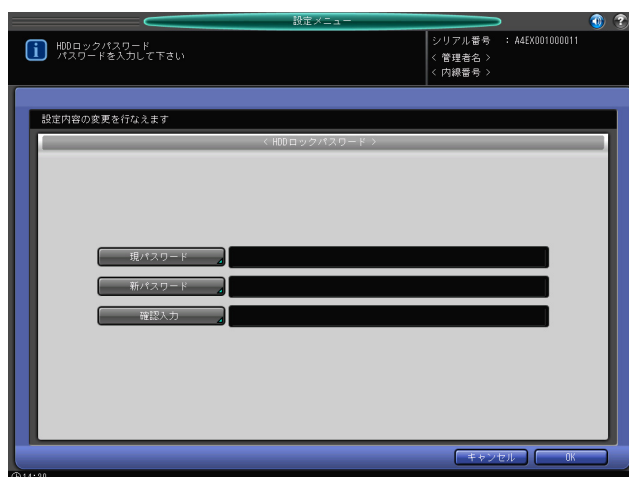 設定メニュー
HDDロックパスワード
パスワードを入力して下さい
シリアル番号 : A4EX001000011
< 管理者名 >
< 内線番号 >
設定内容の変更を行なえます
< HDDロックパスワード >
現パスワード
新パスワード
確認入力
キャンセル
OK